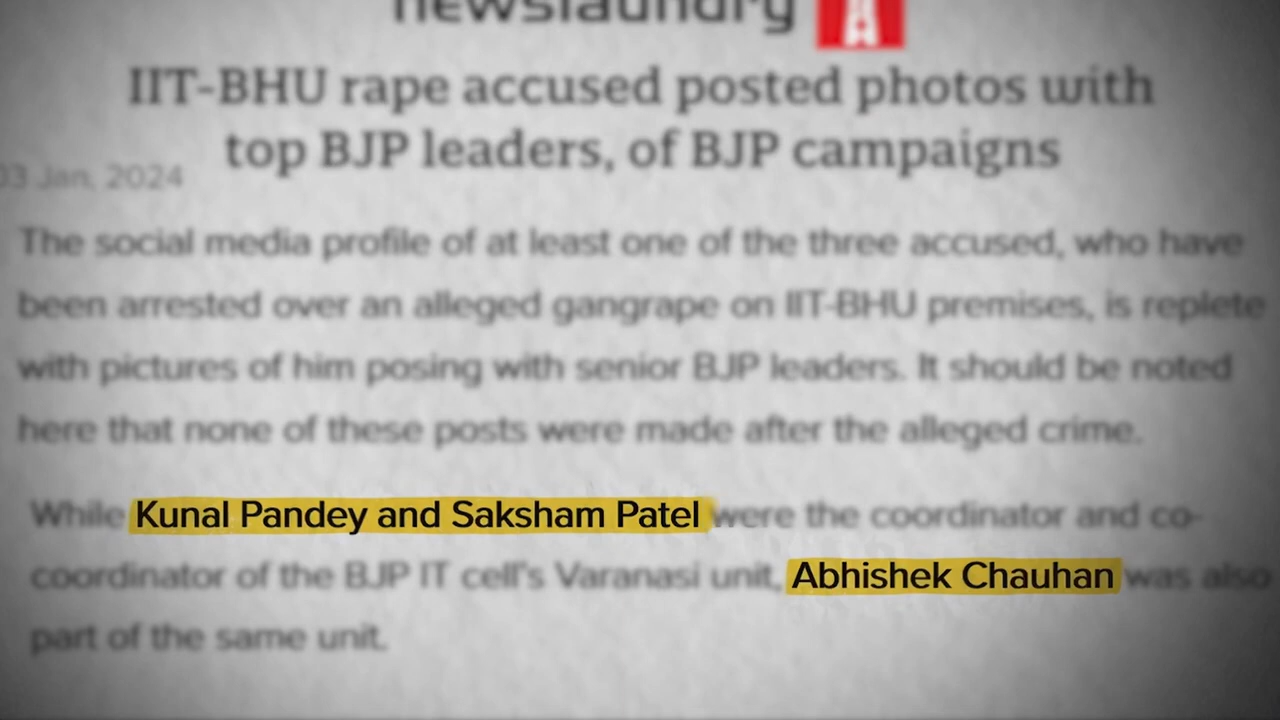 newslaundry
IIT-BHU rape accused posted photos with
top BJP leaders, of BJP campaigns
03 Jan, 2024
The social media profile of at least one of the three accused, who have
been arrested over an alleged gangrape on IIT-BHU premises, is replete
with pictures of him posing with senior BJP leaders. It should be noted
here that none of these posts were made after the alleged crime.
While Kunal Pandey and Saksham Patel were the coordinator and co-
coordinator of the BJP IT cell's Varanasi unit, Abhishek Chauhan was also
part of the same unit.